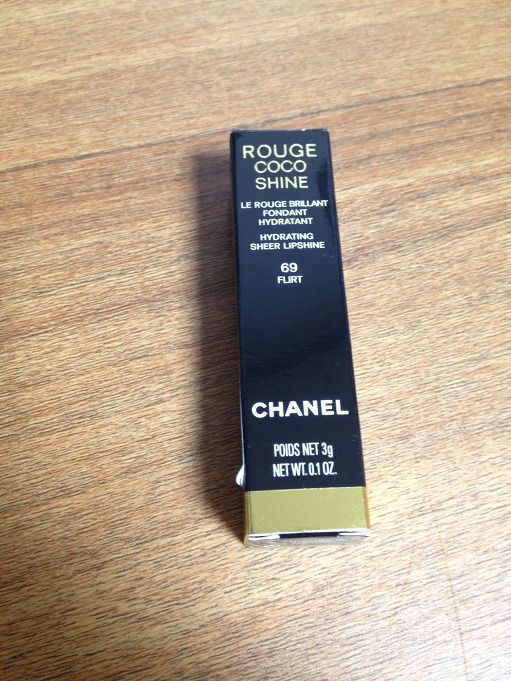 ROUGE
COCO
SHINE
LE ROUGE BRILLANT
FONDANT
HYDRATANT
HYDRATING
SHEER LIPSHINE
69
FLIRT
CHANEL
POIDS NET 3g
NET WT. 0.1 OZ.